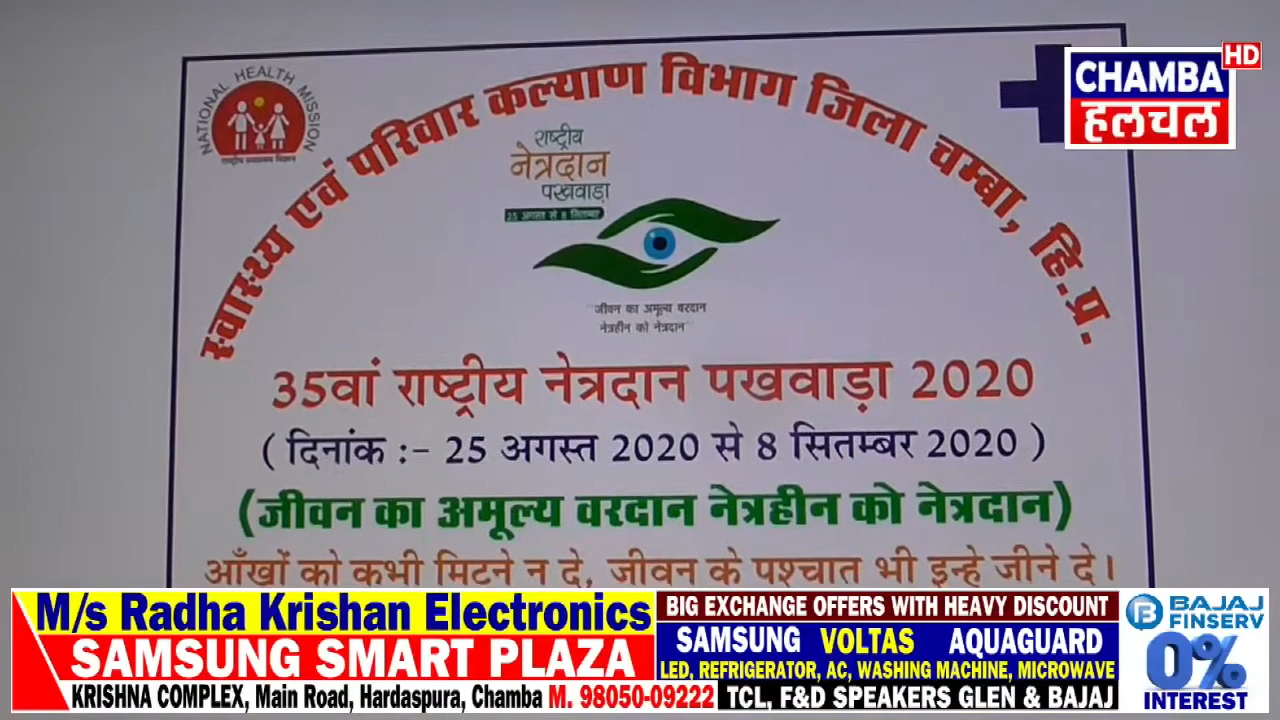 HD
CHAMBA
हलचल
NATIONAL HEALTH MISSION
राष्ट्रीय स्वास्थ्य मिशन
स्वास्थ्य एवं परिवार कल्याण विभाग जिला चम्बा, हि.प्र.
राष्ट्रीय
नेत्रदान
पखवाड़ा
25 अगस्त से 8 सितम्बर
"जीवन का अमूल्य वरदान
नेत्रहीन को नेत्रदान"
35वां राष्ट्रीय नेत्रदान पखवाड़ा 2020
( दिनांक :- 25 अगस्त 2020 से 8 सितम्बर 2020 )
(जीवन का अमूल्य वरदान नेत्रहीन को नेत्रदान)
आँखों को कभी मिटने न दे, जीवन के पश्चात भी इन्हे जीने दे।
M/s Radha Krishan Electronics
SAMSUNG SMART PLAZA
KRISHNA COMPLEX, Main Road, Hardaspura, Chamba M. 98050-09222
BIG EXCHANGE OFFERS WITH HEAVY DISCOUNT
SAMSUNG VOLTAS AQUAGUARD
LED, REFRIGERATOR, AC, WASHING MACHINE, MICROWAVE
TCL, F&D SPEAKERS GLEN & BAJAJ
BAJAJ
FINSERV
0%
INTEREST